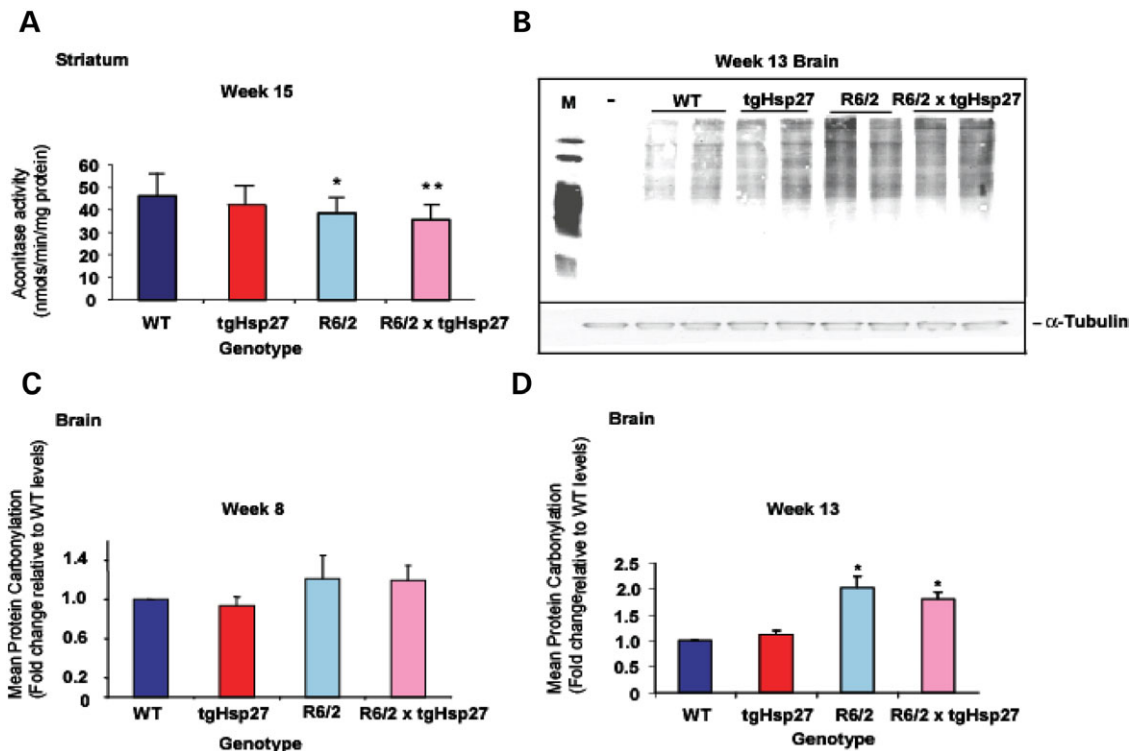 A
Striatum
Week 15
Aconitase activity
(nmols/min/mg protein)
60
50
40
30
20
10
0
*
**
WT tgHsp27 R6/2 R6/2 x tgHsp27
Genotype
B
Week 13 Brain
M - WT tgHsp27 R6/2 R6/2 x tgHsp27
– α-Tubulin
C
Brain
Week 8
Mean Protein Carbonylation
(Fold change relative to WT levels)
1.4
1.0
0.6
0.2
0
WT tgHsp27 R6/2 R6/2 x tgHsp27
Genotype
D
Brain
Week 13
Mean Protein Carbonylation
(Fold change relative to WT levels)
2.5
2.0
1.5
1.0
0.5
0
*
*
WT tgHsp27 R6/2 R6/2 x tgHsp27
Genotype